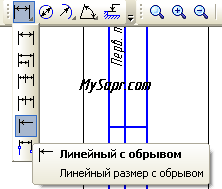 Перв. п
MySapr.com
Линейный с обрывом
Линейный размер с обрывом